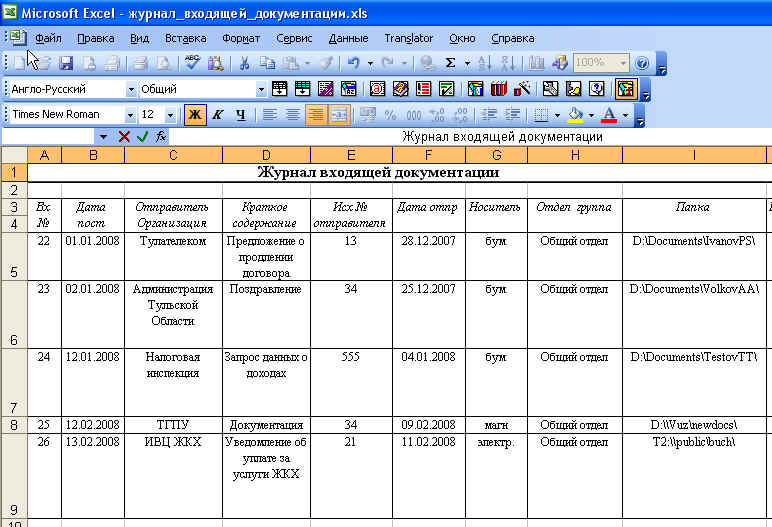 Microsoft Excel - журнал_входящей_документации.xls
Файл Правка Вид Вставка Формат Сервис Данные Translator Окно Справка
100%
Англо-Русский Общий
Times New Roman 12 Ж К Ч
Журнал входящей документации
A B C D E F G H I
1 Журнал входящей документации
2
3 Вх Дата Отправитель Краткое Исх № Дата отпр Носитель Отдел группа Папка
4 № пост Организация содержание отправителя
22 01.01.2008 Тулателеком Предложение о 13 28.12.2007 бум Общий отдел D:\Documents\IvanovPS\
продлении
5 договора
23 02.01.2008 Администрация Поздравление 34 25.12.2007 бум Общий отдел D:\Documents\VolkovAA\
Тульской
Области
6
24 12.01.2008 Налоговая Запрос данных о 555 04.01.2008 бум Общий отдел D:\Documents\TestovTT\
инспекция доходах
7
8 25 12.02.2008 ТГПУ Документация 34 09.02.2008 магн Общий отдел D:\\Vuz\newdocs\
26 13.02.2008 ИВЦ ЖКХ Уведомление об 21 11.02.2008 электр. Общий отдел T2:\\public\buch\
уплате за
услуги ЖКХ
9
10